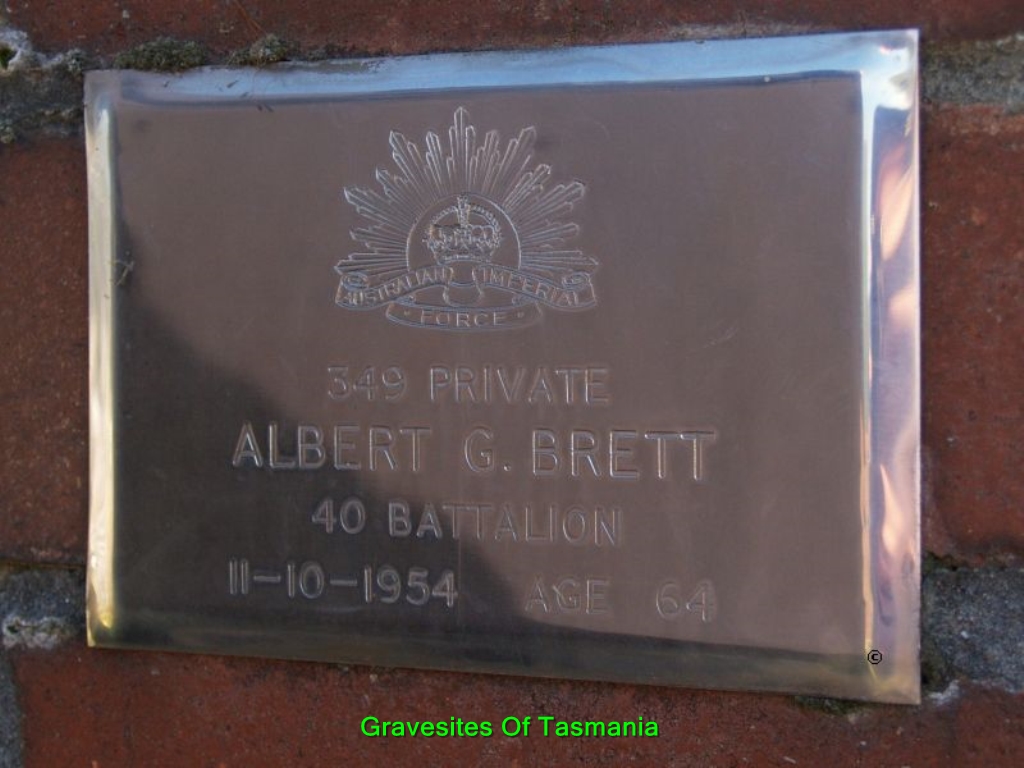 AUSTRALIAN IMPERIAL
· FORCE ·
349 PRIVATE
ALBERT G. BRETT
40 BATTALION
11-10-1954 AGE 64
©
Gravesites Of Tasmania